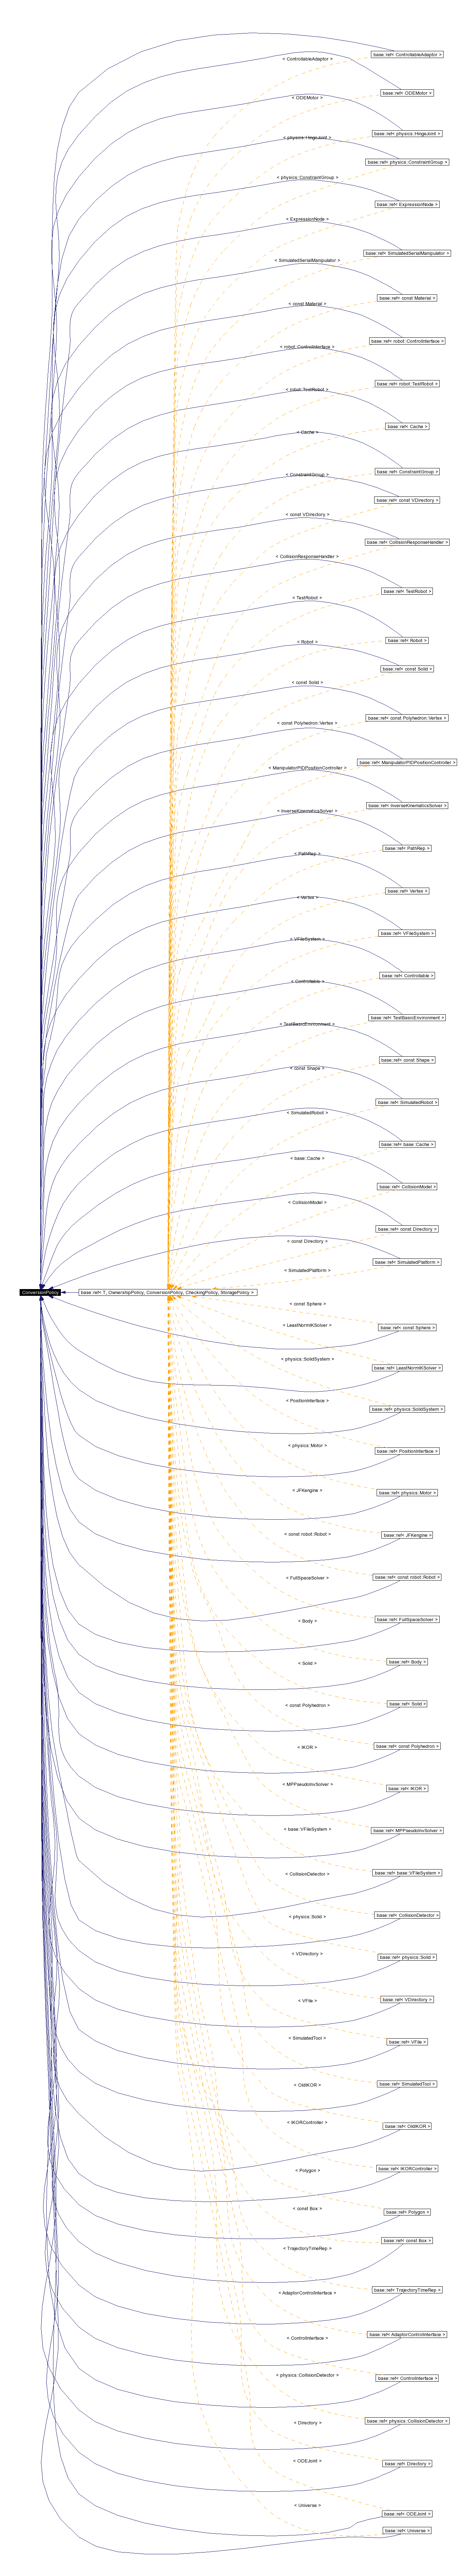 base::ref< ControllableAdaptor >
< ControllableAdaptor >
base::ref< ODEMotor >
< ODEMotor >
base::ref< physics::HingeJoint >
< physics::HingeJoint >
base::ref< physics::ConstraintGroup >
< physics::ConstraintGroup >
base::ref< ExpressionNode >
< ExpressionNode >
base::ref< SimulatedSerialManipulator >
< SimulatedSerialManipulator >
base::ref< const Material >
< const Material >
base::ref< robot::ControlInterface >
< robot::ControlInterface >
base::ref< robot::TestRobot >
< robot::TestRobot >
base::ref< Cache >
< Cache >
base::ref< ConstraintGroup >
< ConstraintGroup >
base::ref< const VDirectory >
< const VDirectory >
base::ref< CollisionResponseHandler >
< CollisionResponseHandler >
base::ref< TestRobot >
< TestRobot >
base::ref< Robot >
< Robot >
base::ref< const Solid >
< const Solid >
base::ref< const Polyhedron::Vertex >
< const Polyhedron::Vertex >
base::ref< ManipulatorPIDPositionController >
< ManipulatorPIDPositionController >
base::ref< InverseKinematicsSolver >
< InverseKinematicsSolver >
base::ref< PathRep >
< PathRep >
base::ref< Vertex >
< Vertex >
base::ref< VFileSystem >
< VFileSystem >
base::ref< Controllable >
< Controllable >
base::ref< TestBasicEnvironment >
< TestBasicEnvironment >
base::ref< const Shape >
< const Shape >
base::ref< SimulatedRobot >
< SimulatedRobot >
base::ref< base::Cache >
< base::Cache >
base::ref< CollisionModel >
< CollisionModel >
base::ref< const Directory >
< const Directory >
base::ref< SimulatedPlatform >
< SimulatedPlatform >
ConversionPolicy
base::ref< T, OwnershipPolicy, ConversionPolicy, CheckingPolicy, StoragePolicy >
< const Sphere >
base::ref< const Sphere >
< LeastNormIKSolver >
base::ref< LeastNormIKSolver >
< physics::SolidSystem >
base::ref< physics::SolidSystem >
< PositionInterface >
base::ref< PositionInterface >
< physics::Motor >
base::ref< physics::Motor >
< JFKengine >
base::ref< JFKengine >
< const robot::Robot >
base::ref< const robot::Robot >
< FullSpaceSolver >
base::ref< FullSpaceSolver >
< Body >
base::ref< Body >
< Solid >
base::ref< Solid >
< const Polyhedron >
base::ref< const Polyhedron >
< IKOR >
base::ref< IKOR >
< MPPseudoInvSolver >
base::ref< MPPseudoInvSolver >
< base::VFileSystem >
base::ref< base::VFileSystem >
< CollisionDetector >
base::ref< CollisionDetector >
< physics::Solid >
base::ref< physics::Solid >
< VDirectory >
base::ref< VDirectory >
< VFile >
base::ref< VFile >
< SimulatedTool >
base::ref< SimulatedTool >
< OldIKOR >
base::ref< OldIKOR >
< IKORController >
base::ref< IKORController >
< Polygon >
base::ref< Polygon >
< const Box >
base::ref< const Box >
< TrajectoryTimeRep >
base::ref< TrajectoryTimeRep >
< AdaptorControlInterface >
base::ref< AdaptorControlInterface >
< ControlInterface >
base::ref< ControlInterface >
< physics::CollisionDetector >
base::ref< physics::CollisionDetector >
< Directory >
base::ref< Directory >
< ODEJoint >
base::ref< ODEJoint >
< Universe >
base::ref< Universe >